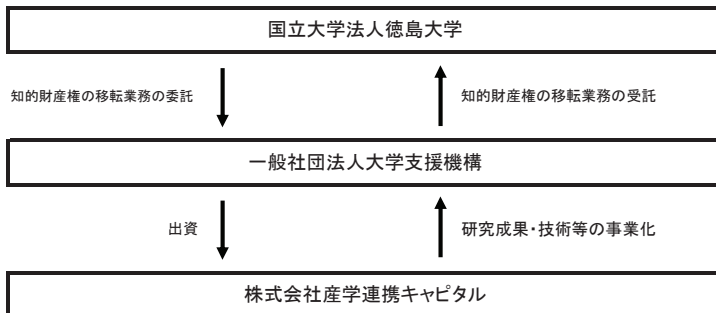 国立大学法人徳島大学
知的財産権の移転業務の委託
知的財産権の移転業務の受託
一般社団法人大学支援機構
出資
研究成果・技術等の事業化
株式会社産学連携キャピタル